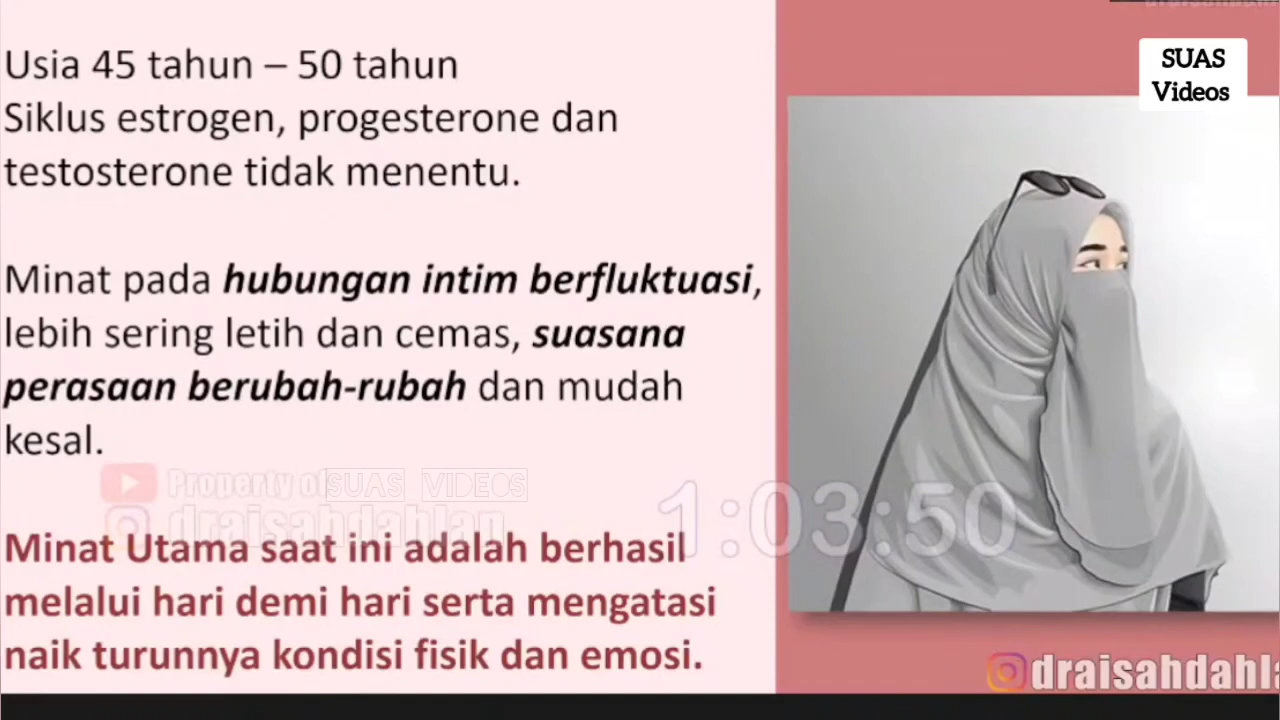 SUAS
Videos
Usia 45 tahun – 50 tahun
Siklus estrogen, progesterone dan
testosterone tidak menentu.
Minat pada hubungan intim berfluktuasi,
lebih sering letih dan cemas, suasana
perasaan berubah-rubah dan mudah
kesal.
Property of SUAS VIDEOS
draisahdahlan
1:03:50
Minat Utama saat ini adalah berhasil
melalui hari demi hari serta mengatasi
naik turunnya kondisi fisik dan emosi.
draisahdahla